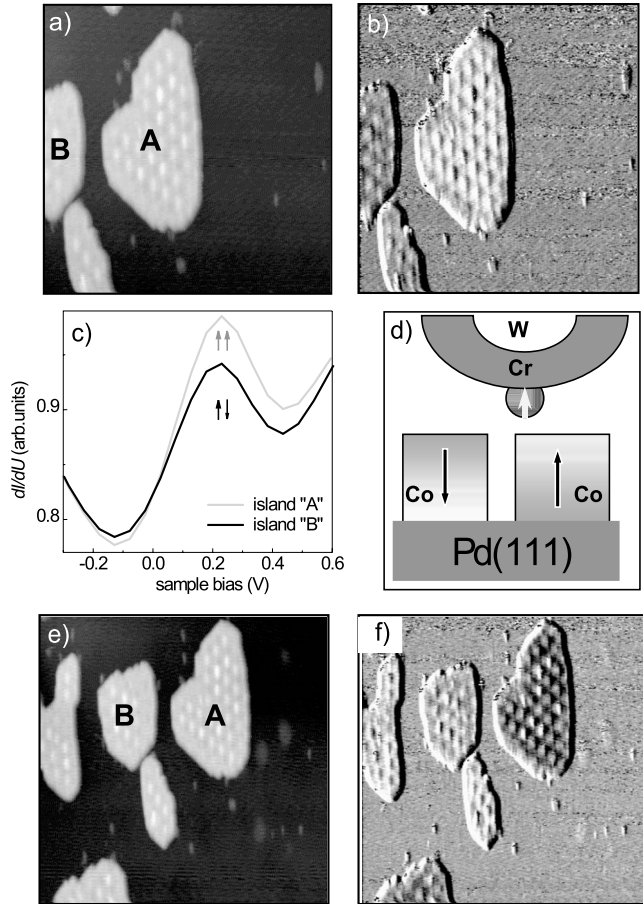 a)
B
A
b)
c)
dI/dU (arb.units)
0.9
0.8
-0.2
0.0
0.2
0.4
0.6
sample bias (V)
↑↑
↑↓
island "A"
island "B"
d)
W
Cr
Co
Co
Pd(111)
e)
B
A
f)